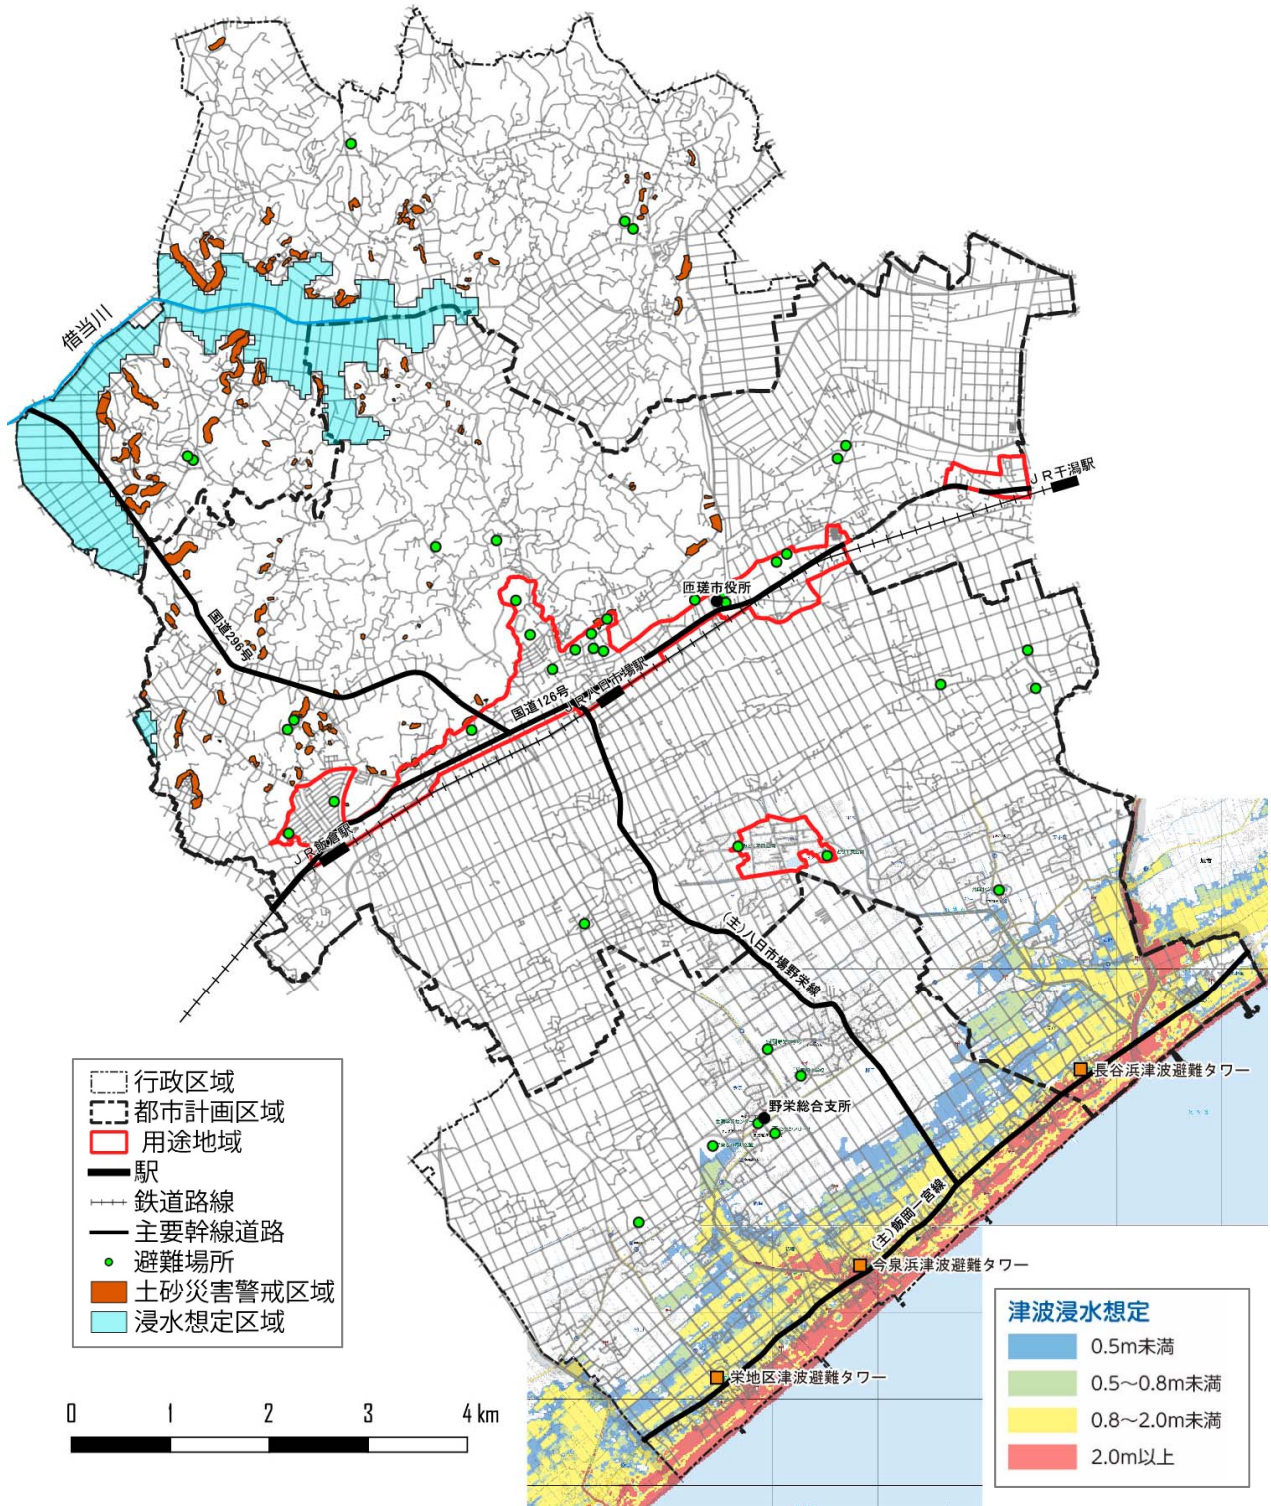 借当川
ＪＲ干潟駅
匝瑳市役所
国道296号
ＪＲ八日市場駅
国道126号
ＪＲ飯倉駅
(主)八日市場野栄線
長谷浜津波避難タワー
野栄総合支所
(主)飯岡一宮線
今泉浜津波避難タワー
栄地区津波避難タワー
行政区域
都市計画区域
用途地域
駅
鉄道路線
主要幹線道路
避難場所
土砂災害警戒区域
浸水想定区域
津波浸水想定
0.5m未満
0.5～0.8m未満
0.8～2.0m未満
2.0m以上
0 1 2 3 4 km